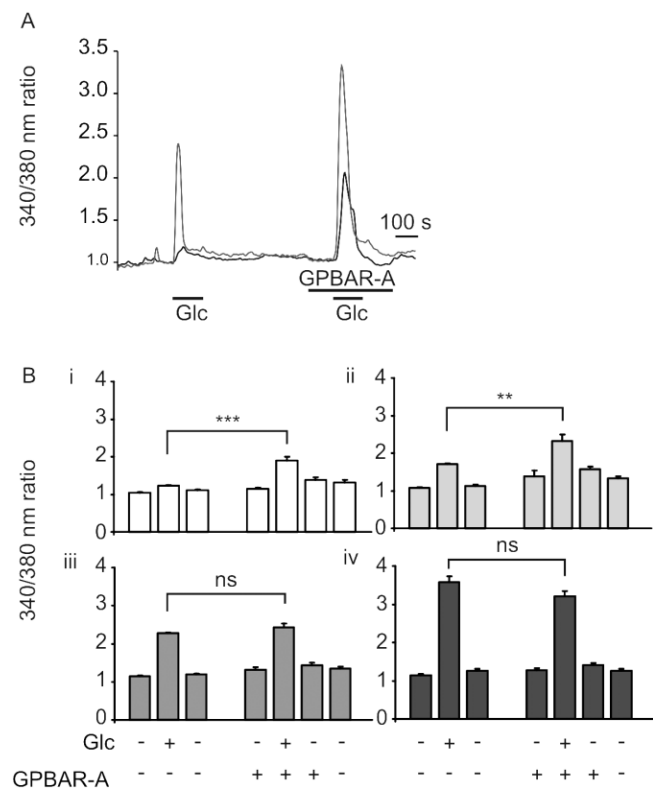 A
340/380 nm ratio
3.5
3.0
2.5
2.0
1.5
1.0
100 s
GPBAR-A
Glc
Glc
B
i
ii
4
3
2
1
0
***
4
3
2
1
0
**
340/380 nm ratio
iii
iv
4
3
2
1
0
ns
4
3
2
1
0
ns
Glc - + - - + - - - + - - + - -
GPBAR-A - - - + + + - - - - + + + -